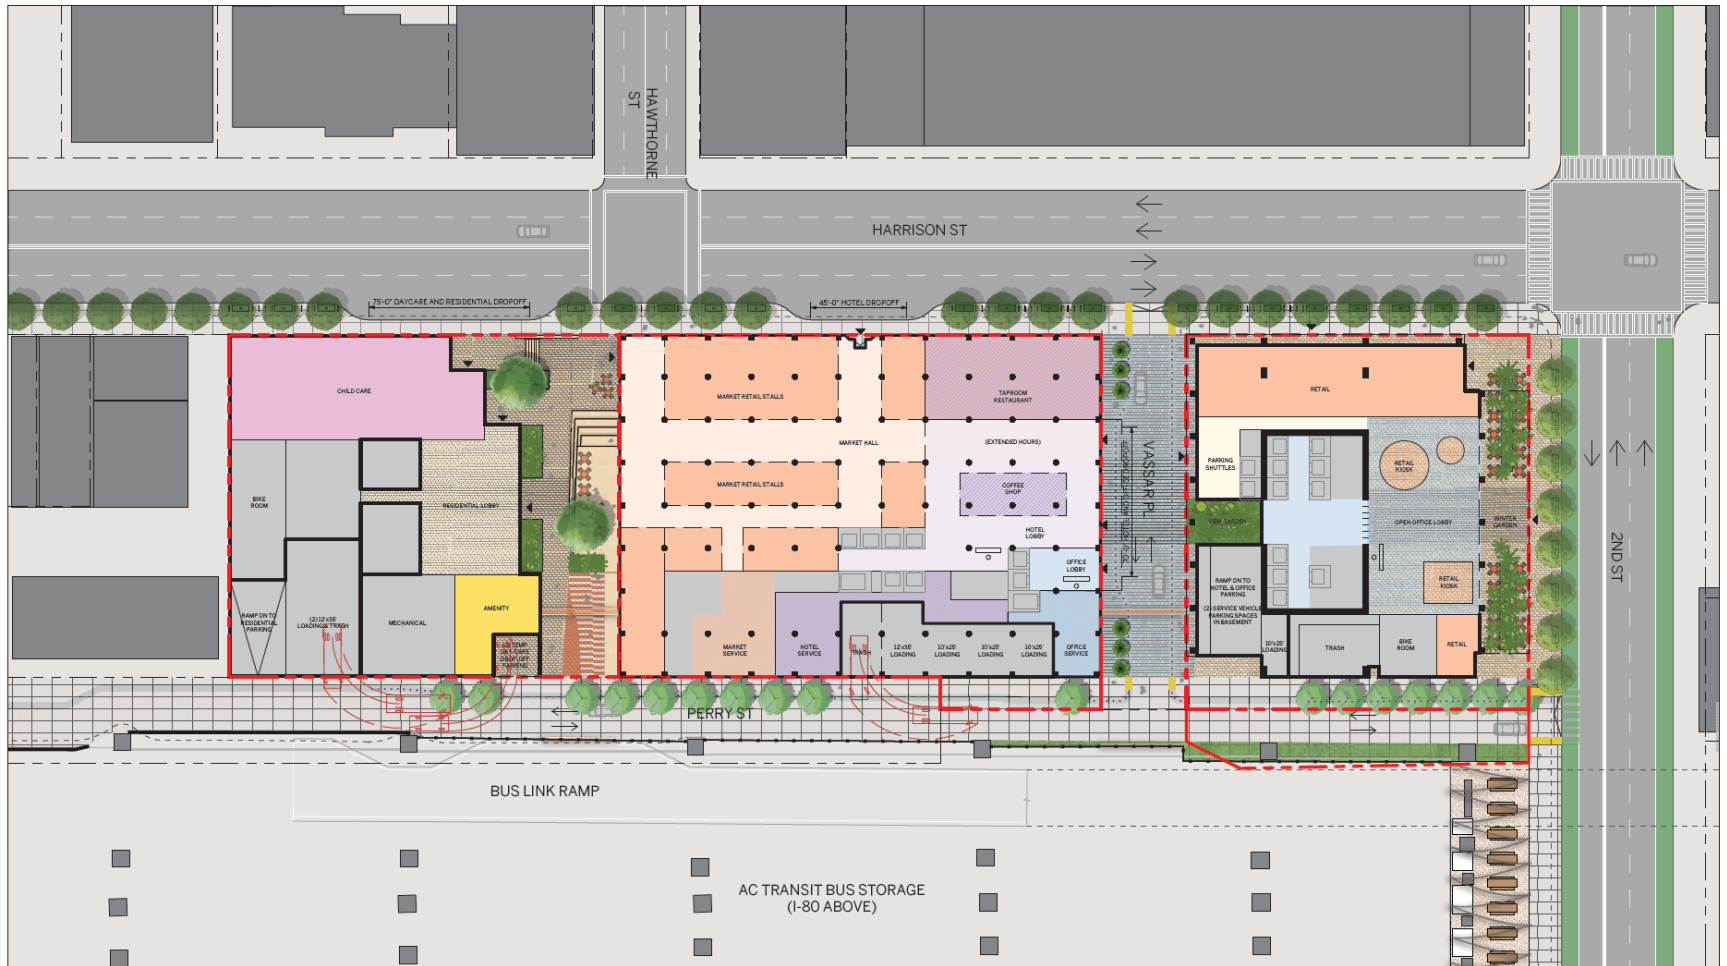 HAWTHORNE
ST
HARRISON ST
75'-0" DAYCARE AND RESIDENTIAL DROPOFF
45'-0" HOTEL DROPOFF
CHILD CARE
BIKE
ROOM
RESIDENTIAL LOBBY
RAMP DN TO
RESIDENTIAL
PARKING
(2) 12'x35'
LOADING & TRASH
MECHANICAL
AMENITY
DAY CARE
DROP OFF
PARKING
MARKET RETAIL STALLS
TAPROOM
RESTAURANT
MARKET HALL
(EXTENDED HOURS)
MARKET RETAIL STALLS
COFFEE
SHOP
HOTEL
LOBBY
OFFICE
LOBBY
MARKET
SERVICE
HOTEL
SERVICE
TRASH
12'x35'
LOADING
10'x25'
LOADING
10'x25'
LOADING
10'x25'
LOADING
OFFICE
SERVICE
VASSAR PL
RETAIL
PARKING
SHUTTLES
RETAIL
KIOSK
VIEW GARDEN
OPEN OFFICE LOBBY
WINTER
GARDEN
RAMP DN TO
HOTEL & OFFICE
PARKING
(2) SERVICE VEHICLE
PARKING SPACES
IN BASEMENT
RETAIL
KIOSK
10'x25'
LOADING
TRASH
BIKE
ROOM
RETAIL
2ND ST
PERRY ST
BUS LINK RAMP
AC TRANSIT BUS STORAGE
(I-80 ABOVE)